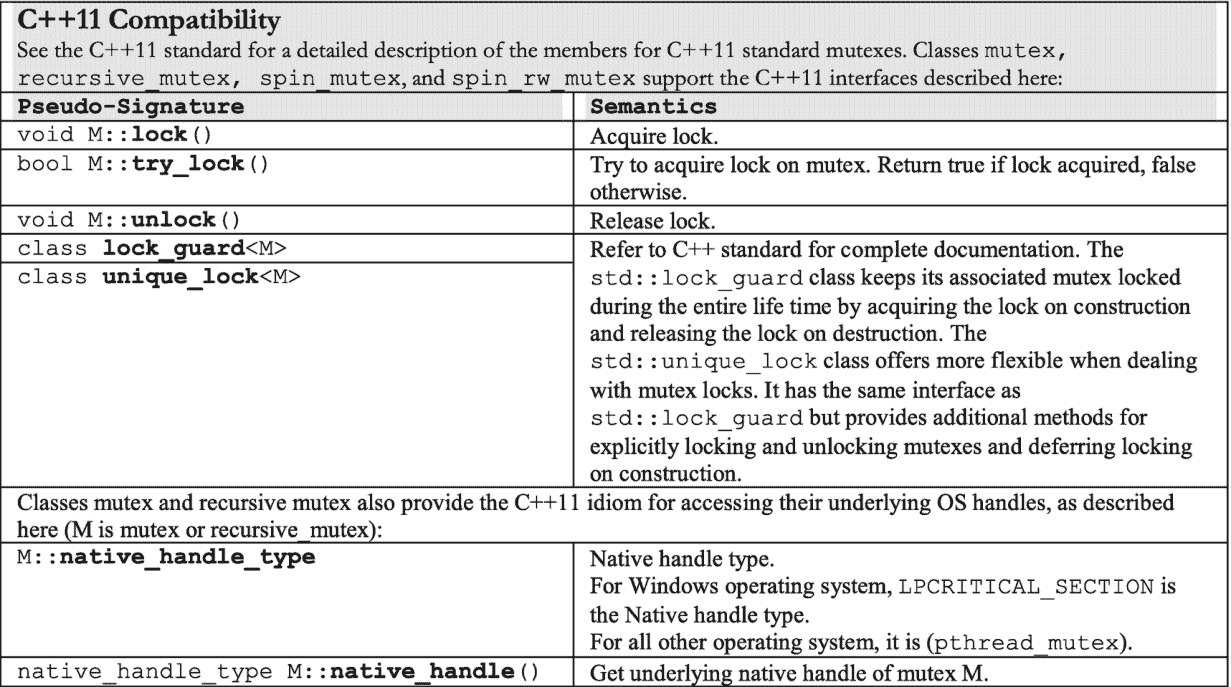 C++11 Compatibility
See the C++11 standard for a detailed description of the members for C++11 standard mutexes. Classes mutex,
recursive_mutex, spin_mutex, and spin_rw_mutex support the C++11 interfaces described here:
Pseudo-Signature
Semantics
void M::lock()
Acquire lock.
bool M::try_lock()
Try to acquire lock on mutex. Return true if lock acquired, false
otherwise.
void M::unlock()
Release lock.
class lock_guard<M>
class unique_lock<M>
Refer to C++ standard for complete documentation. The
std::lock_guard class keeps its associated mutex locked
during the entire life time by acquiring the lock on construction
and releasing the lock on destruction. The
std::unique_lock class offers more flexible when dealing
with mutex locks. It has the same interface as
std::lock_guard but provides additional methods for
explicitly locking and unlocking mutexes and deferring locking
on construction.
Classes mutex and recursive mutex also provide the C++11 idiom for accessing their underlying OS handles, as described
here (M is mutex or recursive_mutex):
M::native_handle_type
Native handle type.
For Windows operating system, LPCRITICAL_SECTION is
the Native handle type.
For all other operating system, it is (pthread_mutex).
native_handle_type M::native_handle()
Get underlying native handle of mutex M.